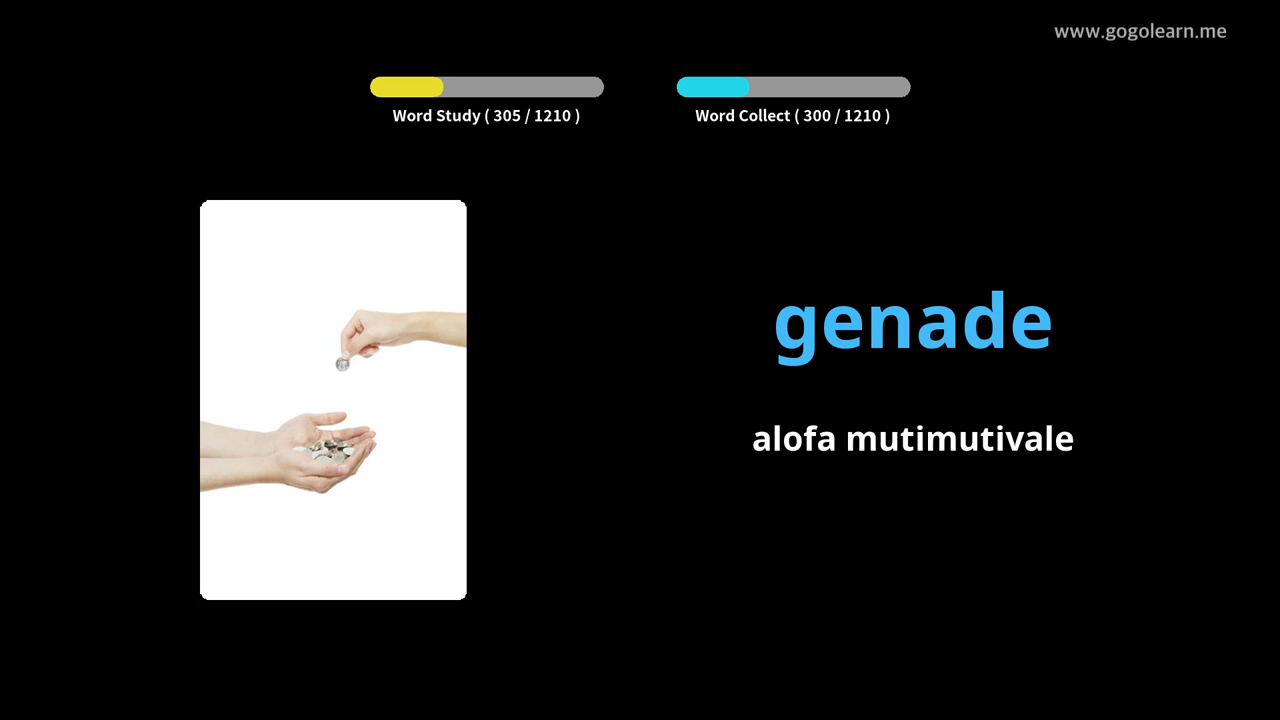 www.gogolearn.me
Word Study ( 305 / 1210 )
Word Collect ( 300 / 1210 )
genade
alofa mutimutivale